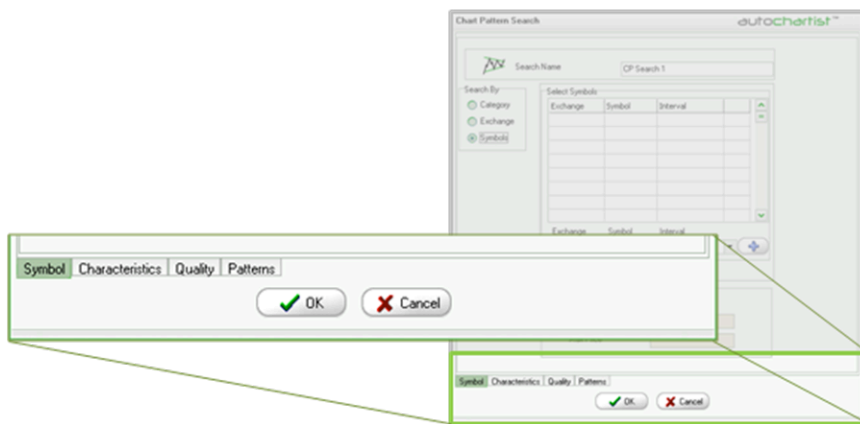 Chart Pattern Search
autochartist™
Search Name CP Search 1
Search By
Category
Exchange
Symbols
Select Symbols
Exchange Symbol Interval
Exchange Symbol Interval
Symbol Characteristics Quality Patterns
OK Cancel
Symbol Characteristics Quality Patterns
OK Cancel